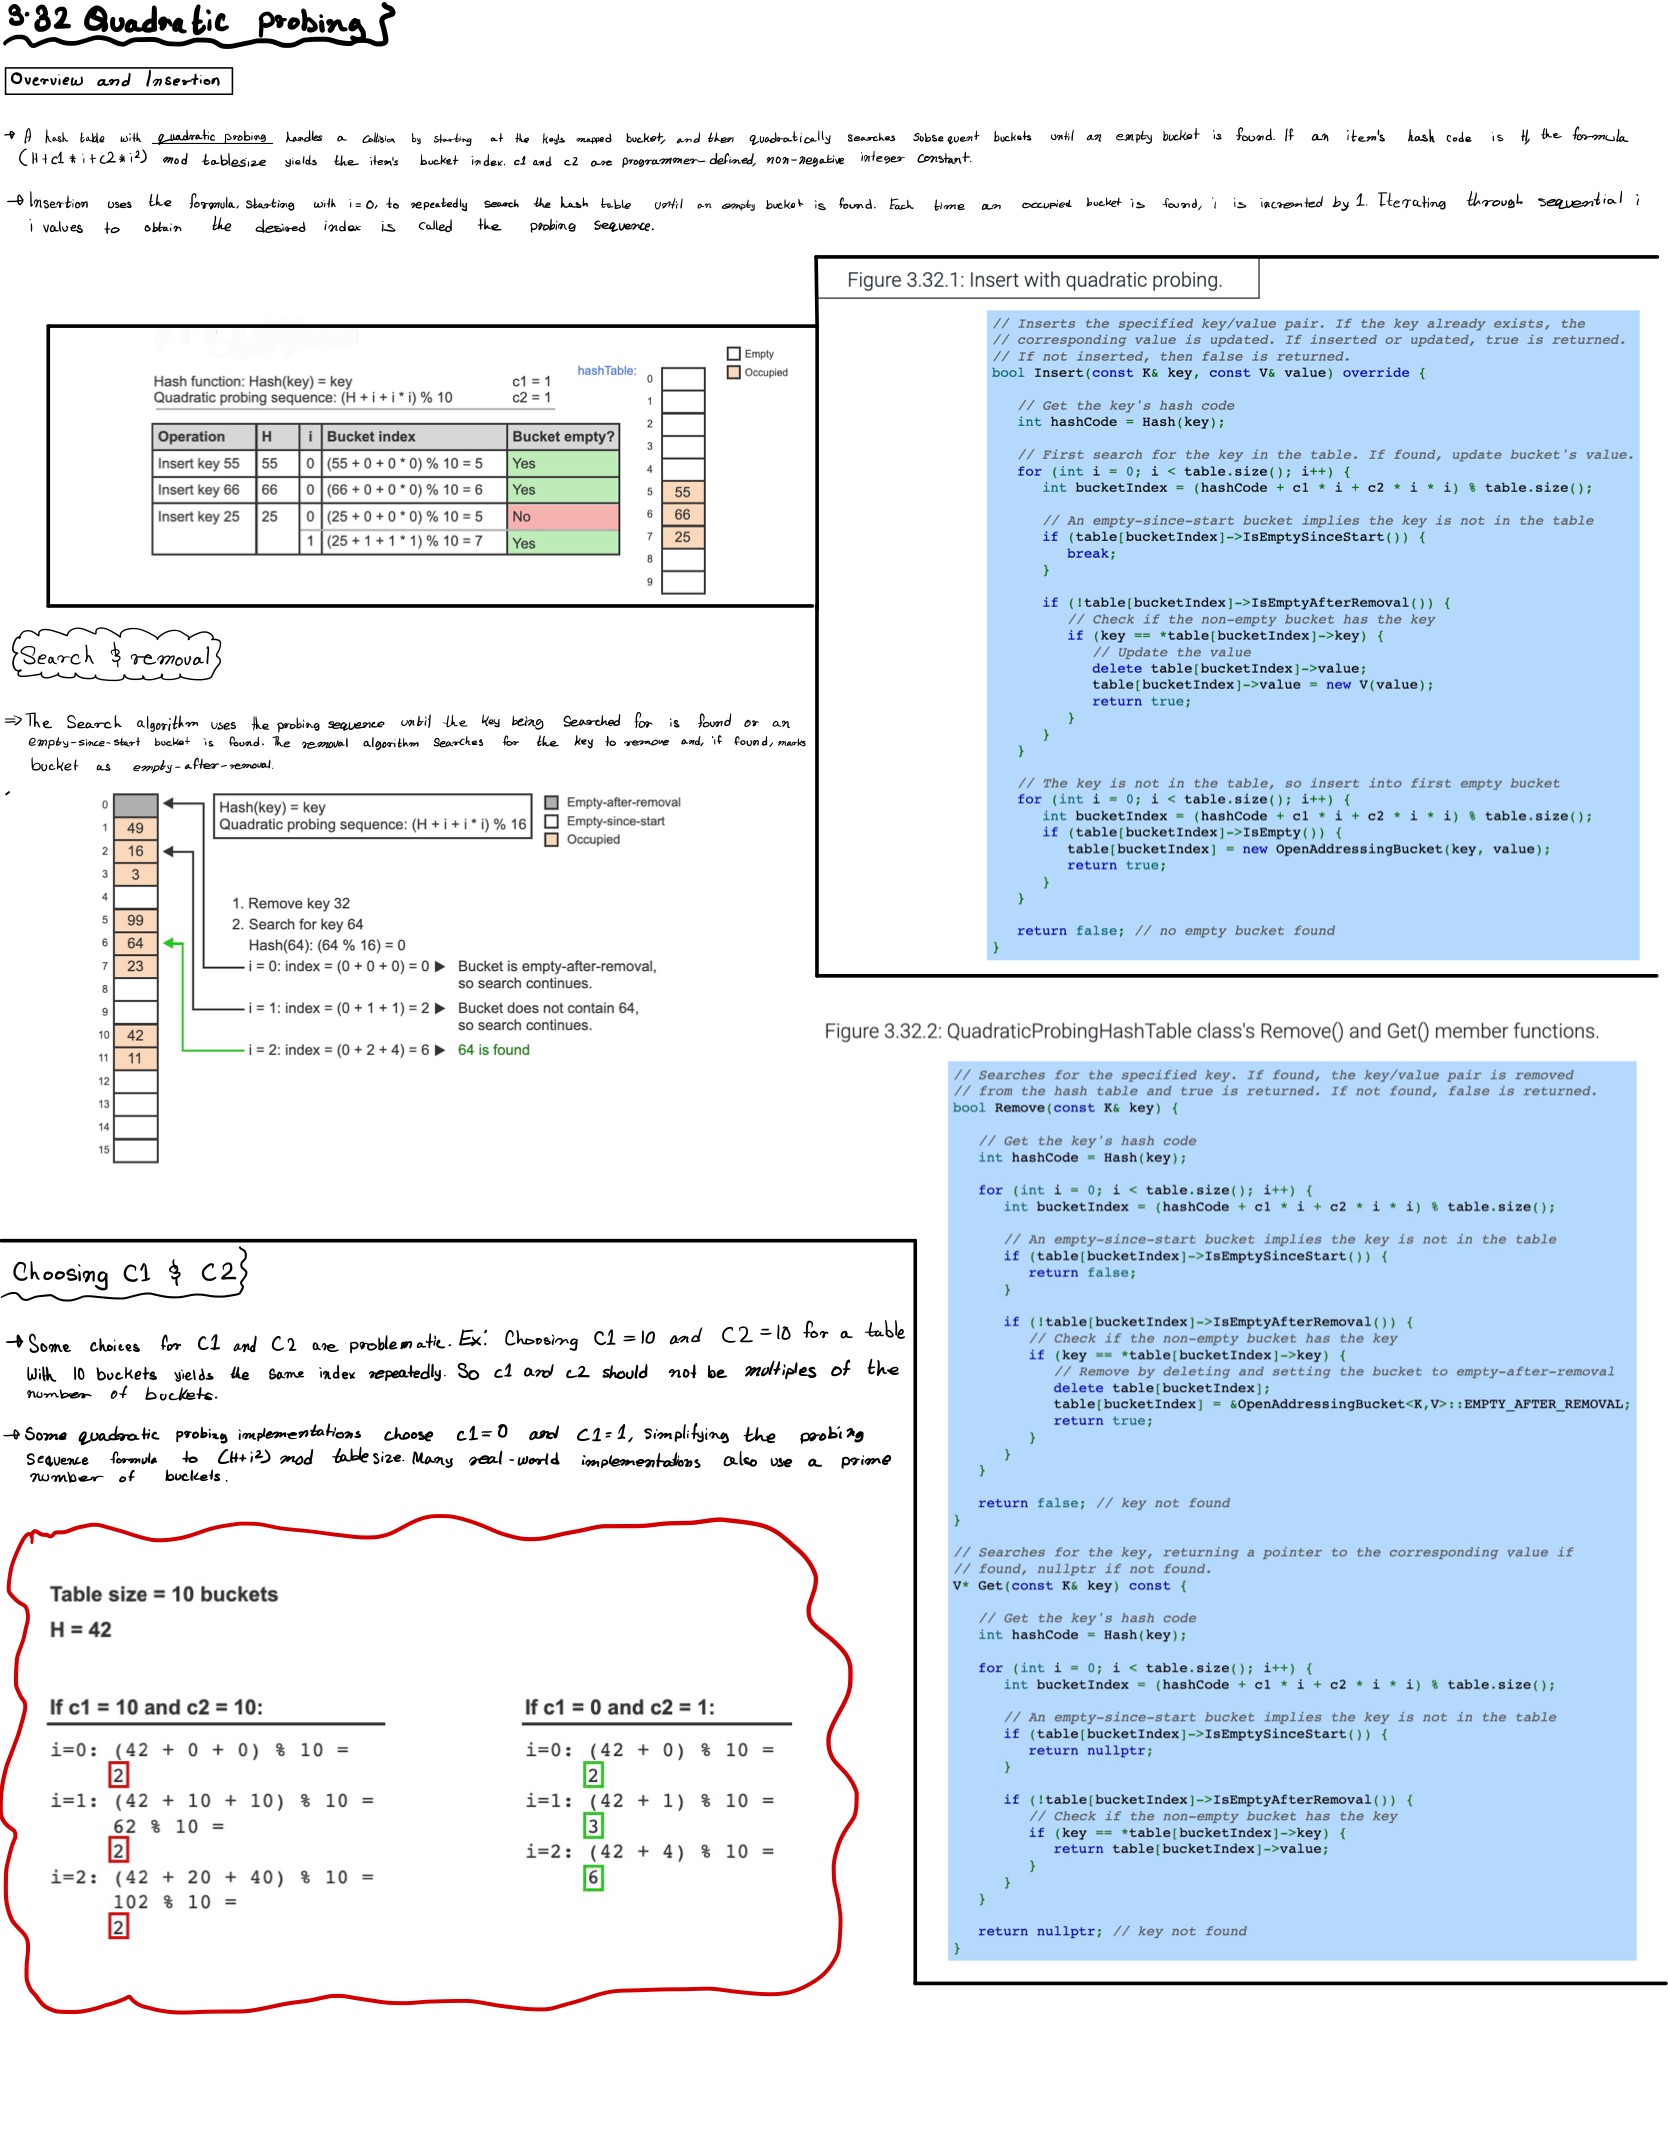 3.32 Quadratic probing}
Overview and Insertion
→ A hash table with quadratic probing handles a collision by starting at the key's mapped bucket, and then quadratically searches subsequent buckets until an empty bucket is found. If an item's hash code is H, the formula
(H+c1*i+c2*i²) mod tablesize yields the item's bucket index. c1 and c2 are programmer-defined, non-negative integer constant.
→ Insertion uses the formula, starting with i=0, to repeatedly search the hash table until an empty bucket is found. Each time an occupied bucket is found, i is incremted by 1. Iterating through sequential i
i values to obtain the desired index is called the probing sequence.
Hash function: Hash(key) = key
Quadratic probing sequence: (H + i + i * i) % 10
c1 = 1
c2 = 1
hashTable:
Empty
Occupied
Operation H i Bucket index Bucket empty?
Insert key 55 55 0 (55 + 0 + 0 * 0) % 10 = 5 Yes
Insert key 66 66 0 (66 + 0 + 0 * 0) % 10 = 6 Yes
Insert key 25 25 0 (25 + 0 + 0 * 0) % 10 = 5 No
1 (25 + 1 + 1 * 1) % 10 = 7 Yes
0
1
2
3
4
5 55
6 66
7 25
8
9
Figure 3.32.1: Insert with quadratic probing.
// Inserts the specified key/value pair. If the key already exists, the
// corresponding value is updated. If inserted or updated, true is returned.
// If not inserted, then false is returned.
bool Insert(const K& key, const V& value) override {
// Get the key's hash code
int hashCode = Hash(key);
// First search for the key in the table. If found, update bucket's value.
for (int i = 0; i < table.size(); i++) {
int bucketIndex = (hashCode + c1 * i + c2 * i * i) % table.size();
// An empty-since-start bucket implies the key is not in the table
if (table[bucketIndex]->IsEmptySinceStart()) {
break;
}
if (!table[bucketIndex]->IsEmptyAfterRemoval()) {
// Check if the non-empty bucket has the key
if (key == *table[bucketIndex]->key) {
// Update the value
delete table[bucketIndex]->value;
table[bucketIndex]->value = new V(value);
return true;
}
}
}
// The key is not in the table, so insert into first empty bucket
for (int i = 0; i < table.size(); i++) {
int bucketIndex = (hashCode + c1 * i + c2 * i * i) % table.size();
if (table[bucketIndex]->IsEmpty()) {
table[bucketIndex] = new OpenAddressingBucket(key, value);
return true;
}
}
return false; // no empty bucket found
}
{Search & removal}
⇒ The Search algorithm uses the probing sequence until the key being searched for is found or an
empty-since-start bucket is found. The removal algorithm searches for the key to remove and, if found, marks
bucket as empty-after-removal.
0
1 49
2 16
3 3
4
5 99
6 64
7 23
8
9
10 42
11 11
12
13
14
15
Hash(key) = key
Quadratic probing sequence: (H + i + i * i) % 16
Empty-after-removal
Empty-since-start
Occupied
1. Remove key 32
2. Search for key 64
Hash(64): (64 % 16) = 0
i = 0: index = (0 + 0 + 0) = 0 ▶ Bucket is empty-after-removal,
so search continues.
i = 1: index = (0 + 1 + 1) = 2 ▶ Bucket does not contain 64,
so search continues.
i = 2: index = (0 + 2 + 4) = 6 ▶ 64 is found
Figure 3.32.2: QuadraticProbingHashTable class's Remove() and Get() member functions.
// Searches for the specified key. If found, the key/value pair is removed
// from the hash table and true is returned. If not found, false is returned.
bool Remove(const K& key) {
// Get the key's hash code
int hashCode = Hash(key);
for (int i = 0; i < table.size(); i++) {
int bucketIndex = (hashCode + c1 * i + c2 * i * i) % table.size();
// An empty-since-start bucket implies the key is not in the table
if (table[bucketIndex]->IsEmptySinceStart()) {
return false;
}
if (!table[bucketIndex]->IsEmptyAfterRemoval()) {
// Check if the non-empty bucket has the key
if (key == *table[bucketIndex]->key) {
// Remove by deleting and setting the bucket to empty-after-removal
delete table[bucketIndex];
table[bucketIndex] = &OpenAddressingBucket<K,V>::EMPTY_AFTER_REMOVAL;
return true;
}
}
}
return false; // key not found
}
// Searches for the key, returning a pointer to the corresponding value if
// found, nullptr if not found.
V* Get(const K& key) const {
// Get the key's hash code
int hashCode = Hash(key);
for (int i = 0; i < table.size(); i++) {
int bucketIndex = (hashCode + c1 * i + c2 * i * i) % table.size();
// An empty-since-start bucket implies the key is not in the table
if (table[bucketIndex]->IsEmptySinceStart()) {
return nullptr;
}
if (!table[bucketIndex]->IsEmptyAfterRemoval()) {
// Check if the non-empty bucket has the key
if (key == *table[bucketIndex]->key) {
return table[bucketIndex]->value;
}
}
}
return nullptr; // key not found
}
Choosing C1 & C2}
→ Some choices for C1 and C2 are problematic. Ex: Choosing C1=10 and C2=10 for a table
with 10 buckets yields the same index repeatedly. So c1 and c2 should not be multiples of the
number of buckets.
→ Some quadratic probing implementations choose c1=0 and C1=1, simplifying the probing
sequence formula to (H+i²) mod table size. Many real-world implementations also use a prime
number of buckets.
Table size = 10 buckets
H = 42
If c1 = 10 and c2 = 10:
i=0: (42 + 0 + 0) % 10 =
2
i=1: (42 + 10 + 10) % 10 =
62 % 10 =
2
i=2: (42 + 20 + 40) % 10 =
102 % 10 =
2
If c1 = 0 and c2 = 1:
i=0: (42 + 0) % 10 =
2
i=1: (42 + 1) % 10 =
3
i=2: (42 + 4) % 10 =
6